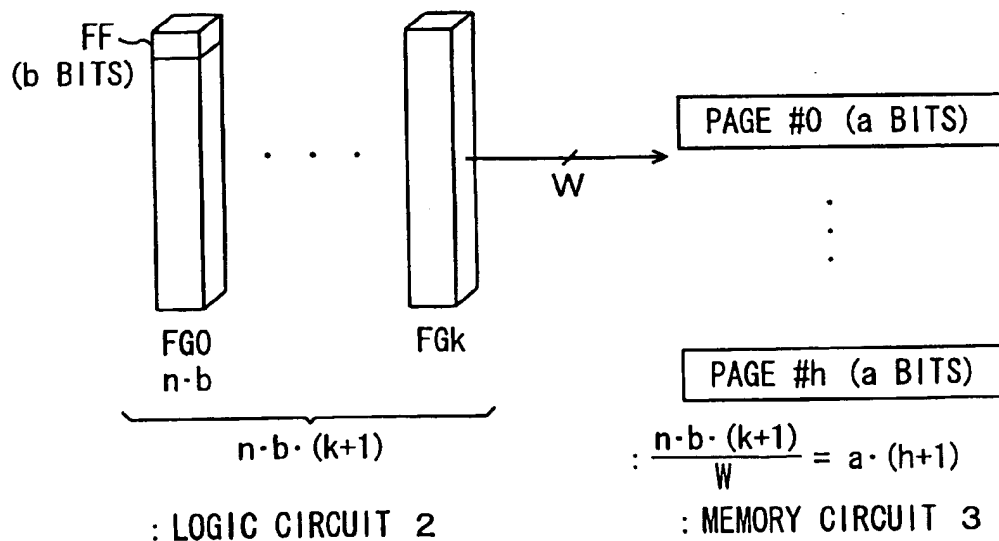 FF
(b BITS)
. . .
W
PAGE #0 (a BITS)
.
.
.
FG0
n·b
FGk
PAGE #h (a BITS)
n·b·(k+1)
: n·b·(k+1) / W = a·(h+1)
: LOGIC CIRCUIT 2
: MEMORY CIRCUIT 3